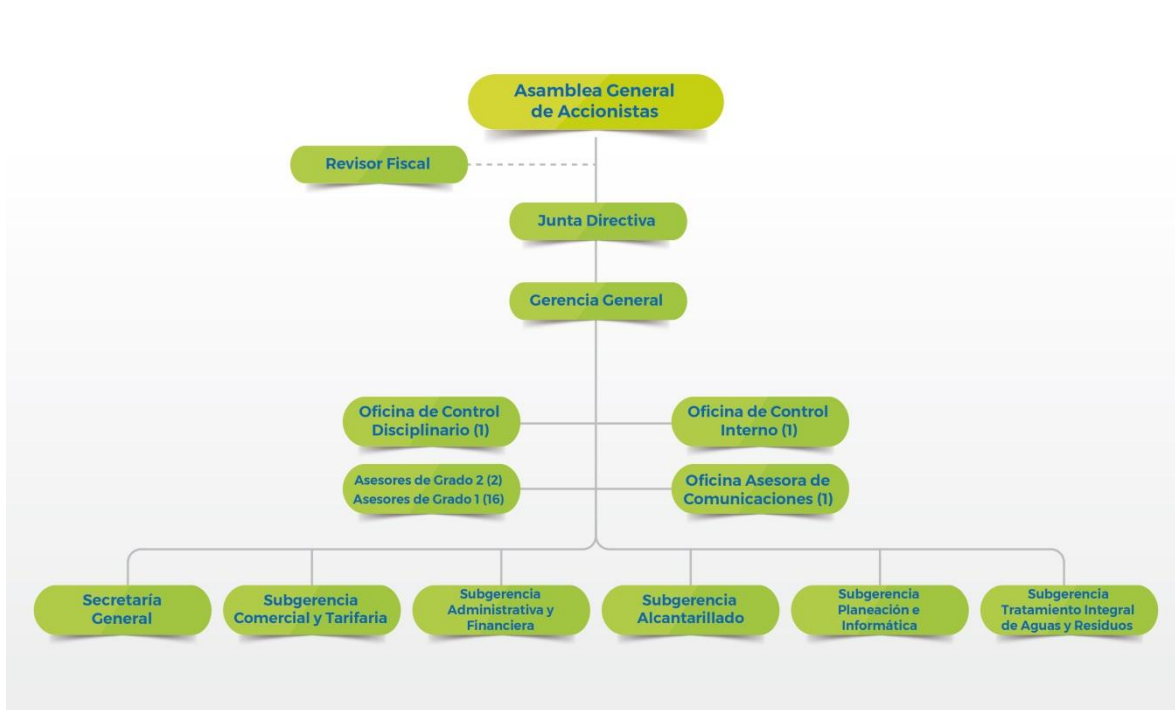 Asamblea General
de Accionistas
Revisor Fiscal
Junta Directiva
Gerencia General
Oficina de Control
Disciplinario (1)
Oficina de Control
Interno (1)
Asesores de Grado 2 (2)
Asesores de Grado 1 (16)
Oficina Asesora de
Comunicaciones (1)
Secretaría
General
Subgerencia
Comercial y Tarifaria
Subgerencia
Administrativa y
Financiera
Subgerencia
Alcantarillado
Subgerencia
Planeación e
Informática
Subgerencia
Tratamiento Integral
de Aguas y Residuos